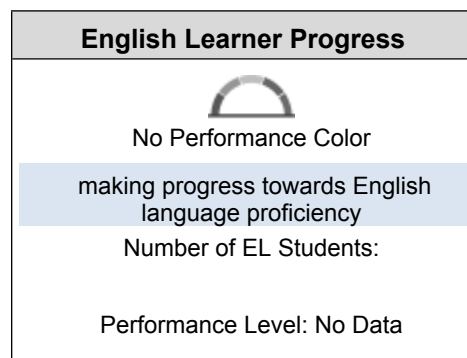 English Learner Progress
No Performance Color
making progress towards English
language proficiency
Number of EL Students:
Performance Level: No Data